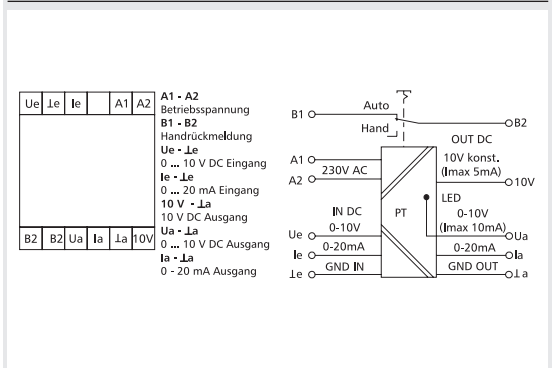 Ue ⊥e Ie A1 A2
B2 B2 Ua Ia ⊥a 10V
A1 - A2
Betriebsspannung
B1 - B2
Handrückmeldung
Ue - ⊥e
0 ... 10 V DC Eingang
Ie - ⊥e
0 ... 20 mA Eingang
10 V - ⊥a
10 V DC Ausgang
Ua - ⊥a
0 ... 10 V DC Ausgang
Ia - ⊥a
0 - 20 mA Ausgang
B1 Auto
Hand B2
OUT DC
A1 10V konst.
230V AC (Imax 5mA)
A2 10V
LED
IN DC PT 0-10V
0-10V (Imax 10mA)
Ue Ua
0-20mA 0-20mA
Ie Ia
GND IN GND OUT
⊥e ⊥a